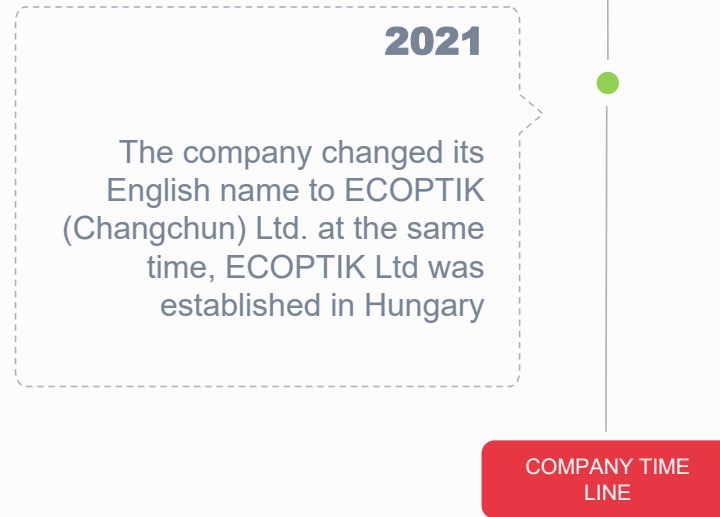 2021
The company changed its
English name to ECOPTIK
(Changchun) Ltd. at the same
time, ECOPTIK Ltd was
established in Hungary
COMPANY TIME
LINE